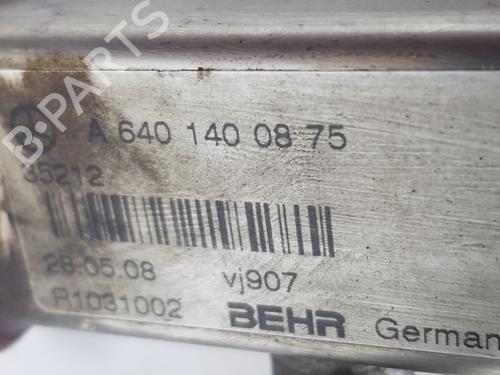 A 640 140 08 75
35212
28.05.08 vj907
R1031002 BEHR German
B-PARTS